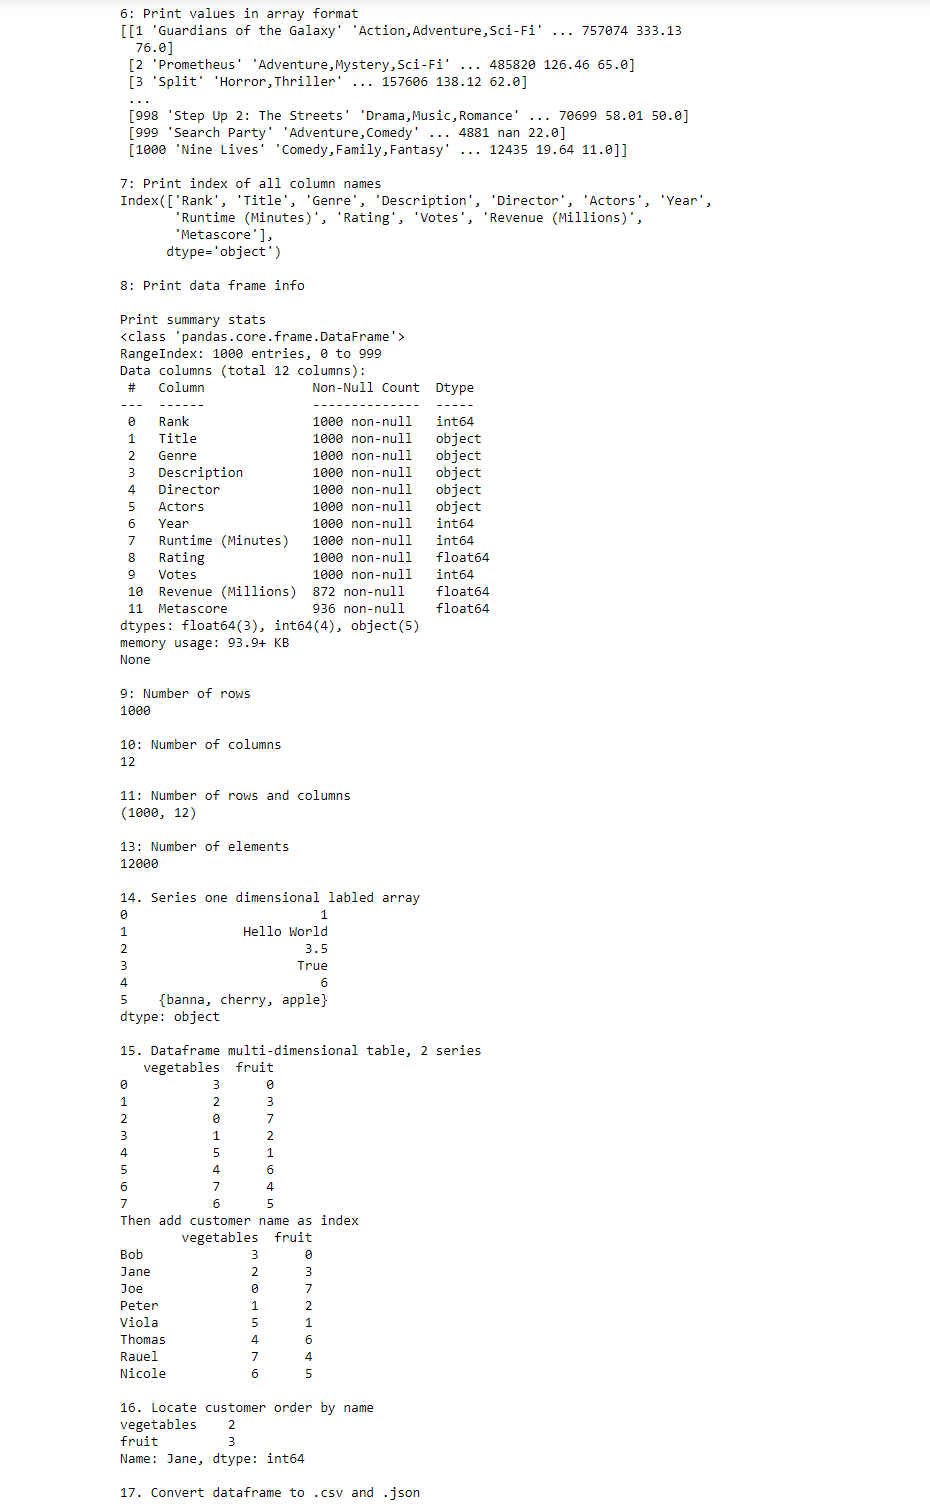 6: Print values in array format
[[1 'Guardians of the Galaxy' 'Action,Adventure,Sci-Fi' ... 757074 333.13
  76.0]
 [2 'Prometheus' 'Adventure,Mystery,Sci-Fi' ... 485820 126.46 65.0]
 [3 'Split' 'Horror,Thriller' ... 157606 138.12 62.0]
 ...
 [998 'Step Up 2: The Streets' 'Drama,Music,Romance' ... 70699 58.01 50.0]
 [999 'Search Party' 'Adventure,Comedy' ... 4881 nan 22.0]
 [1000 'Nine Lives' 'Comedy,Family,Fantasy' ... 12435 19.64 11.0]]
7: Print index of all column names
Index(['Rank', 'Title', 'Genre', 'Description', 'Director', 'Actors', 'Year',
       'Runtime (Minutes)', 'Rating', 'Votes', 'Revenue (Millions)',
       'Metascore'],
      dtype='object')
8: Print data frame info
Print summary stats
<class 'pandas.core.frame.DataFrame'>
RangeIndex: 1000 entries, 0 to 999
Data columns (total 12 columns):
 #   Column              Non-Null Count  Dtype
---  ------              --------------  -----
 0   Rank                1000 non-null   int64
 1   Title               1000 non-null   object
 2   Genre               1000 non-null   object
 3   Description         1000 non-null   object
 4   Director            1000 non-null   object
 5   Actors              1000 non-null   object
 6   Year                1000 non-null   int64
 7   Runtime (Minutes)   1000 non-null   int64
 8   Rating              1000 non-null   float64
 9   Votes               1000 non-null   int64
 10  Revenue (Millions)  872 non-null    float64
 11  Metascore           936 non-null    float64
dtypes: float64(3), int64(4), object(5)
memory usage: 93.9+ KB
None
9: Number of rows
1000
10: Number of columns
12
11: Number of rows and columns
(1000, 12)
13: Number of elements
12000
14. Series one dimensional labled array
0                         1
1               Hello World
2                       3.5
3                      True
4                         6
5    {banna, cherry, apple}
dtype: object
15. Dataframe multi-dimensional table, 2 series
   vegetables  fruit
0           3      0
1           2      3
2           0      7
3           1      2
4           5      1
5           4      6
6           7      4
7           6      5
Then add customer name as index
        vegetables  fruit
Bob              3      0
Jane             2      3
Joe              0      7
Peter            1      2
Viola            5      1
Thomas           4      6
Rauel            7      4
Nicole           6      5
16. Locate customer order by name
vegetables    2
fruit         3
Name: Jane, dtype: int64
17. Convert dataframe to .csv and .json